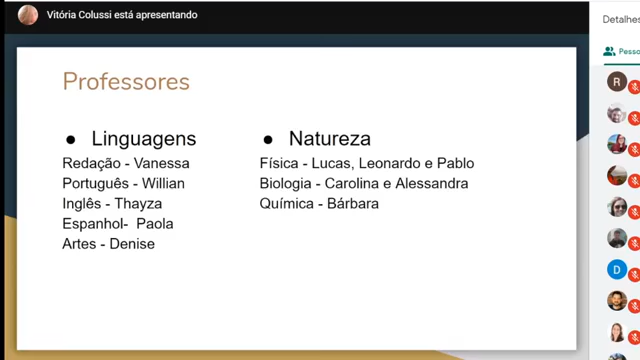 Vitória Colussi está apresentando
Detalhes
Professores
Pesso
● Linguagens
Redação - Vanessa
Português - Willian
Inglês - Thayza
Espanhol- Paola
Artes - Denise
● Natureza
Física - Lucas, Leonardo e Pablo
Biologia - Carolina e Alessandra
Química - Bárbara
R
D